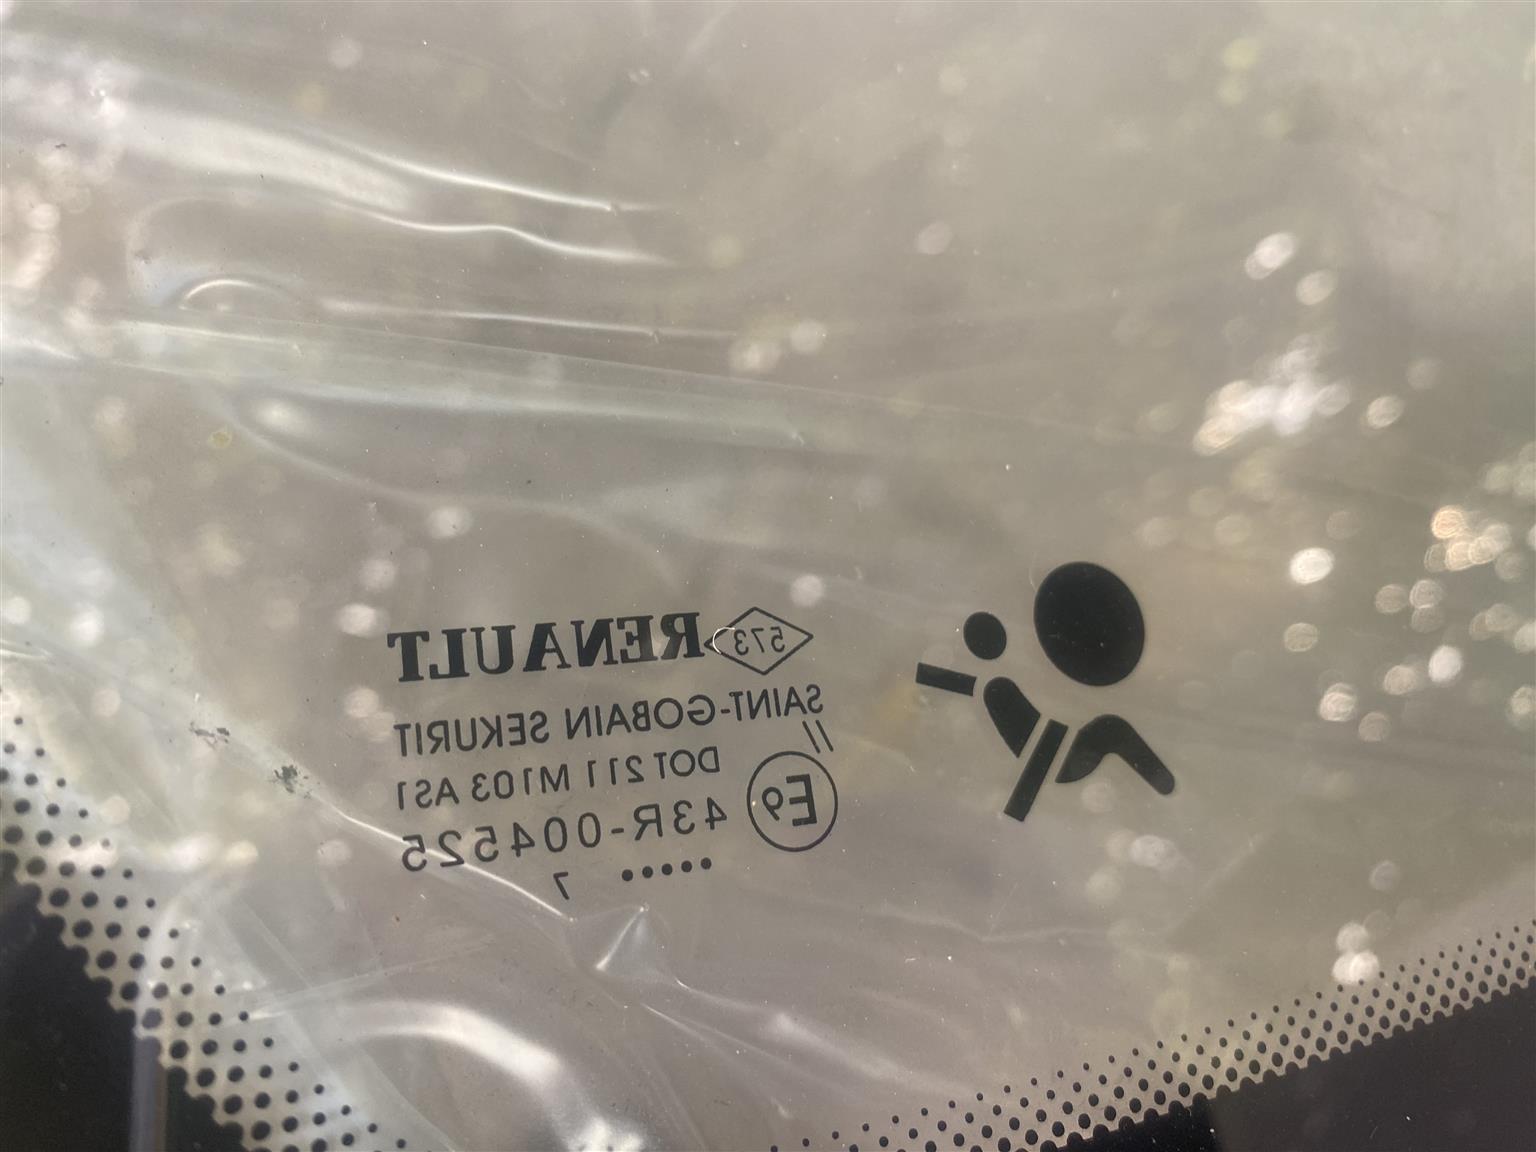 573 RENAULT
SAINT-GOBAIN SEKURIT
//
DOT 211 M103 AS1
E9 43R-004525
..... 7